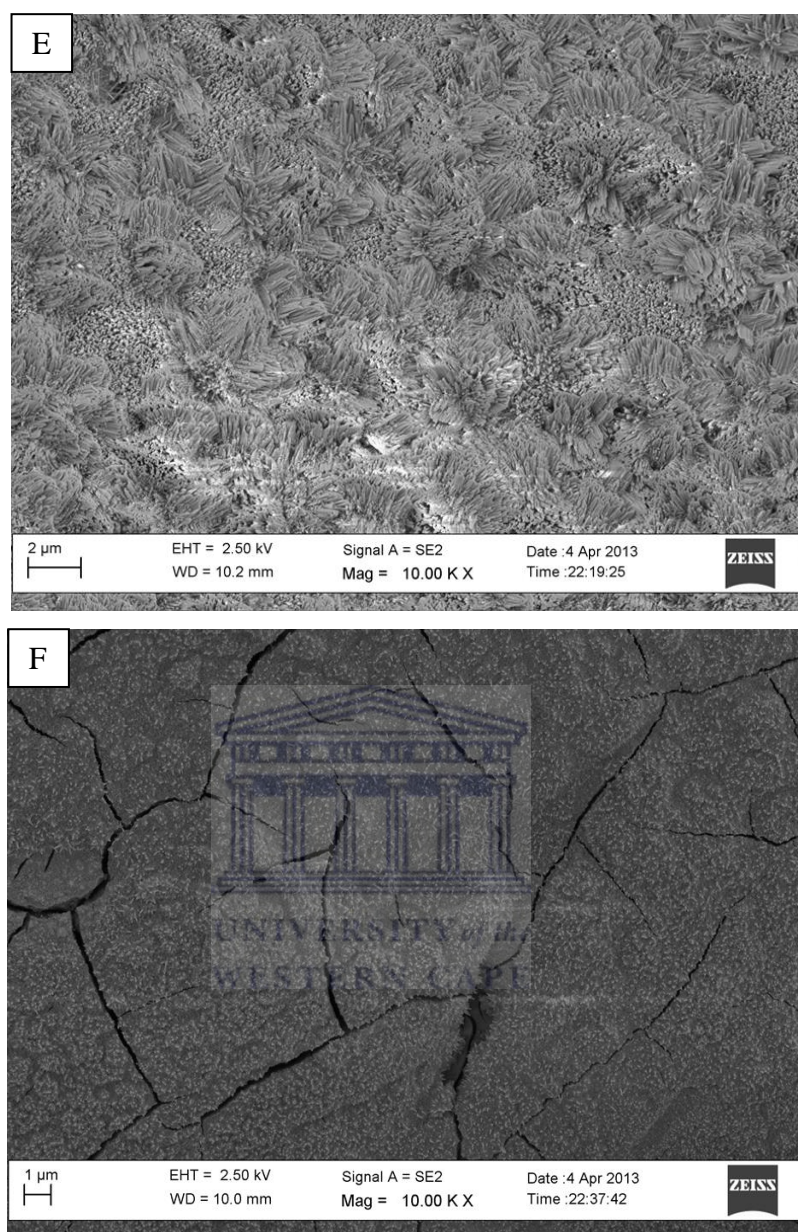 E
2 µm EHT = 2.50 kV Signal A = SE2 Date :4 Apr 2013 ZEISS
WD = 10.2 mm Mag = 10.00 K X Time :22:19:25
F
UNIVERSITY of the
WESTERN CAPE
1 µm EHT = 2.50 kV Signal A = SE2 Date :4 Apr 2013 ZEISS
WD = 10.0 mm Mag = 10.00 K X Time :22:37:42